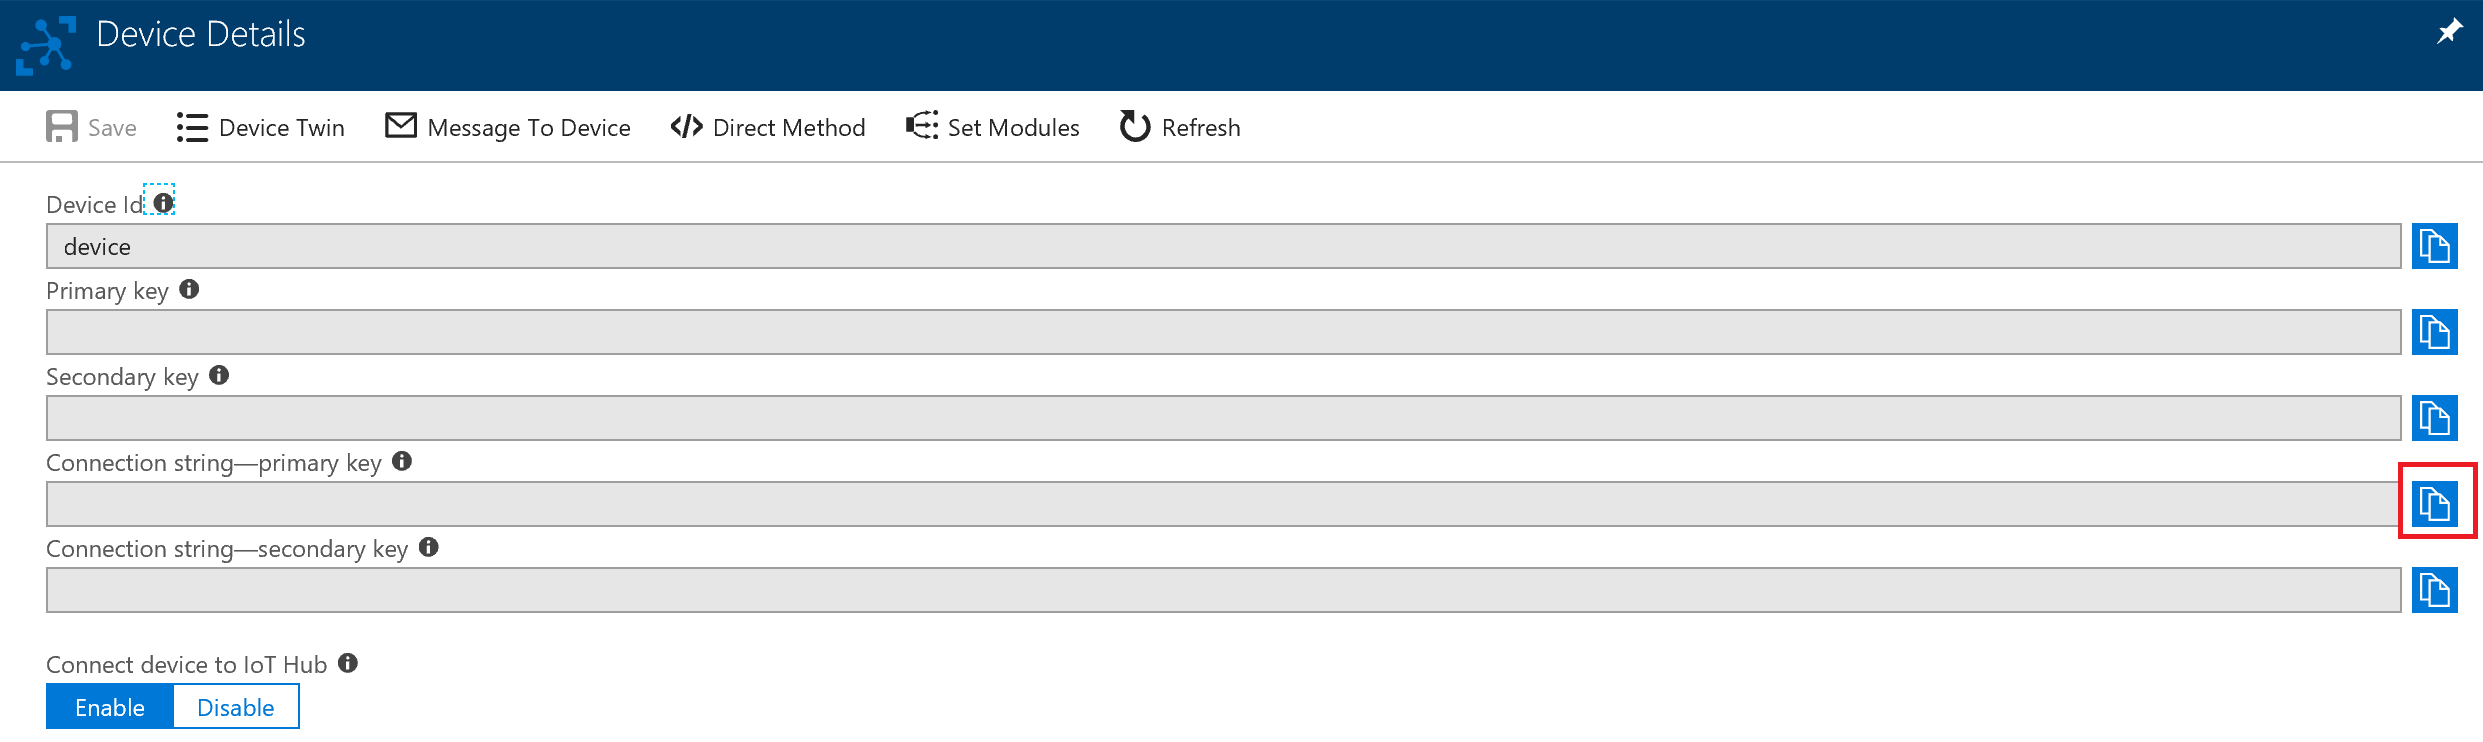 Device Details
Save Device Twin Message To Device Direct Method Set Modules Refresh
Device Id
device
Primary key
Secondary key
Connection string—primary key
Connection string—secondary key
Connect device to IoT Hub
Enable Disable